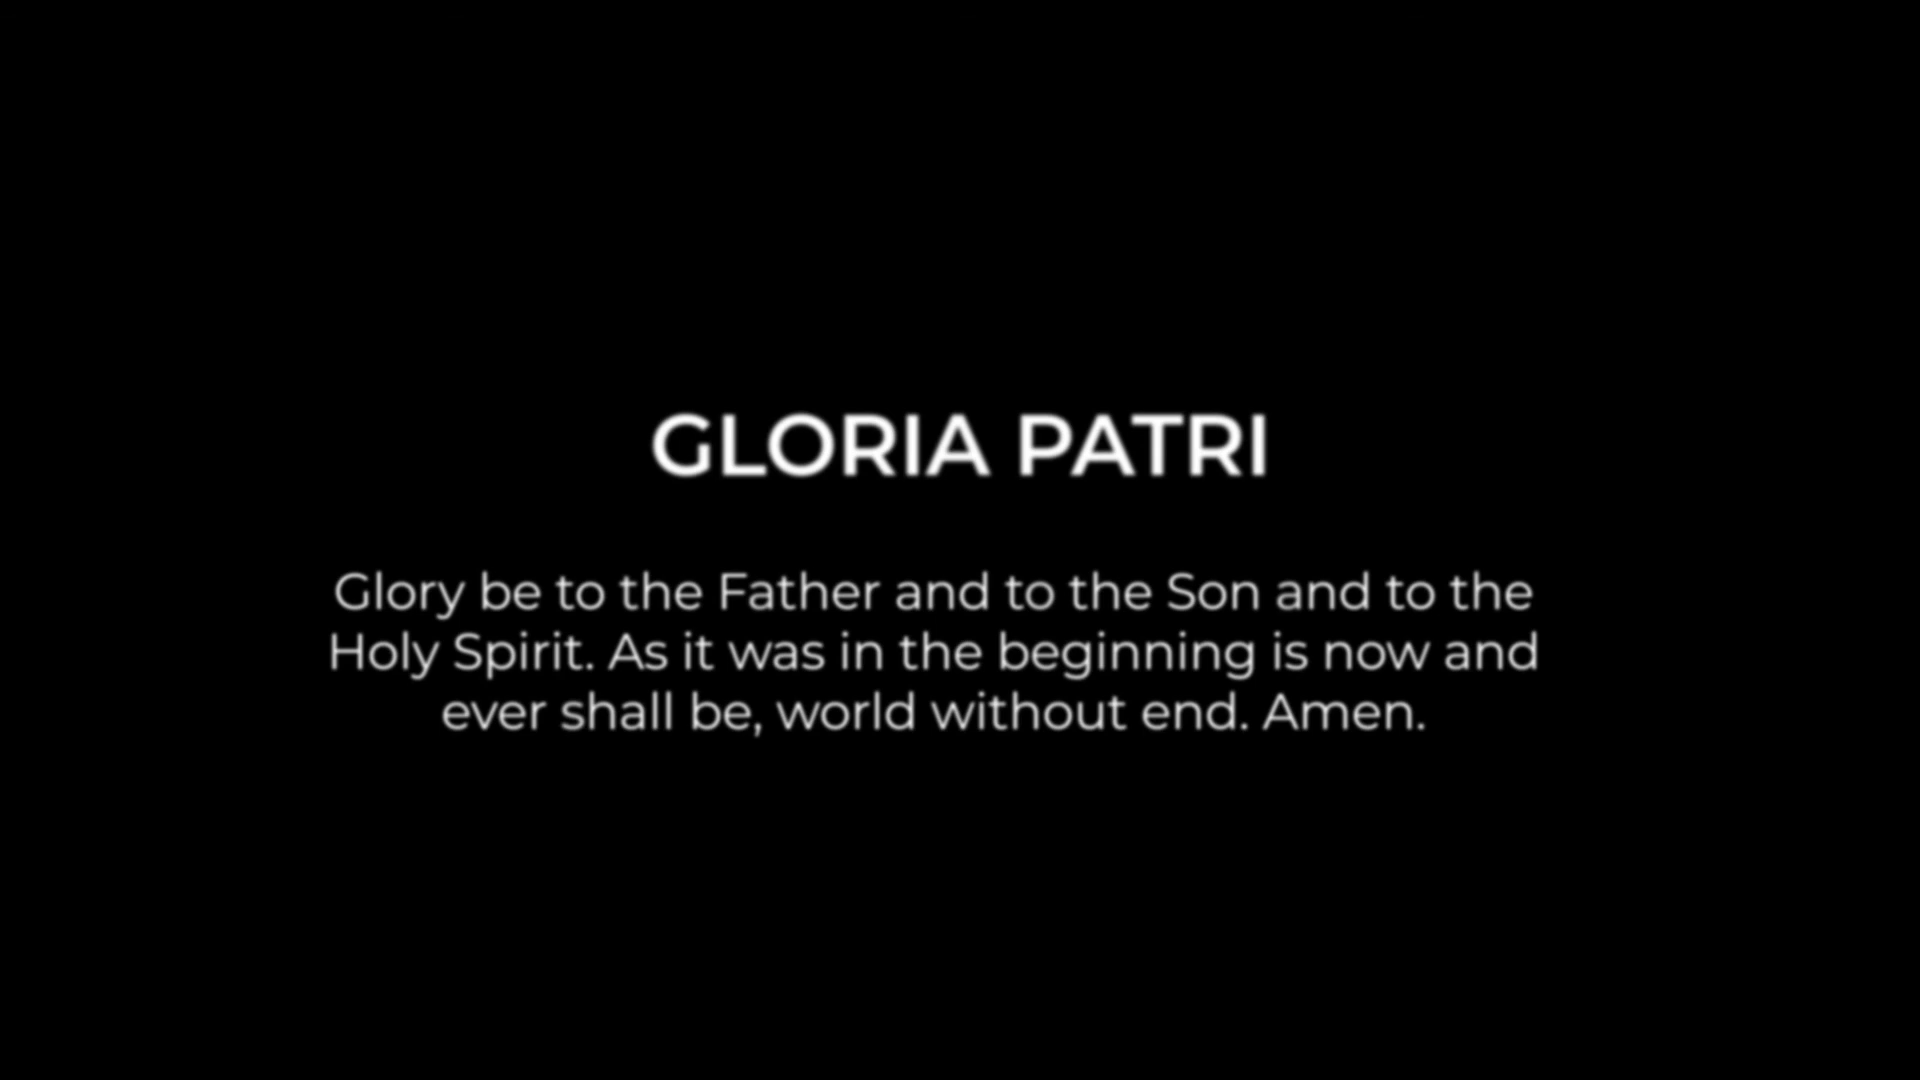 GLORIA PATRI
Glory be to the Father and to the Son and to the
Holy Spirit. As it was in the beginning is now and
ever shall be, world without end. Amen.